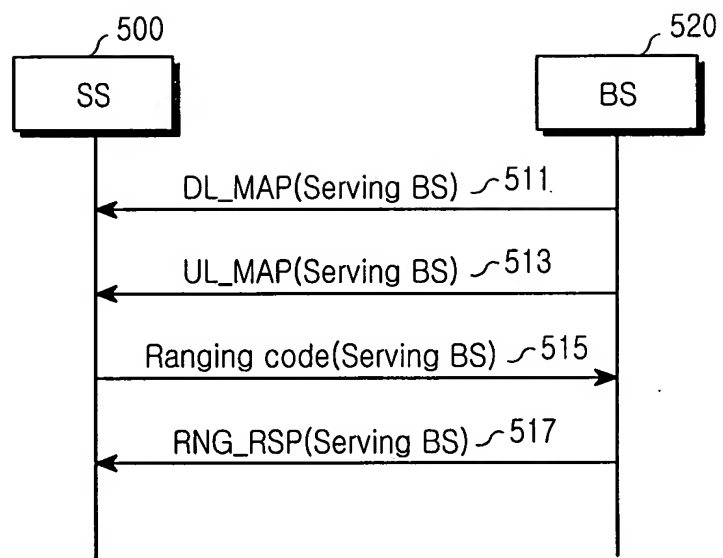 500
520
SS
BS
DL_MAP(Serving BS) 511
UL_MAP(Serving BS) 513
Ranging code(Serving BS) 515
RNG_RSP(Serving BS) 517